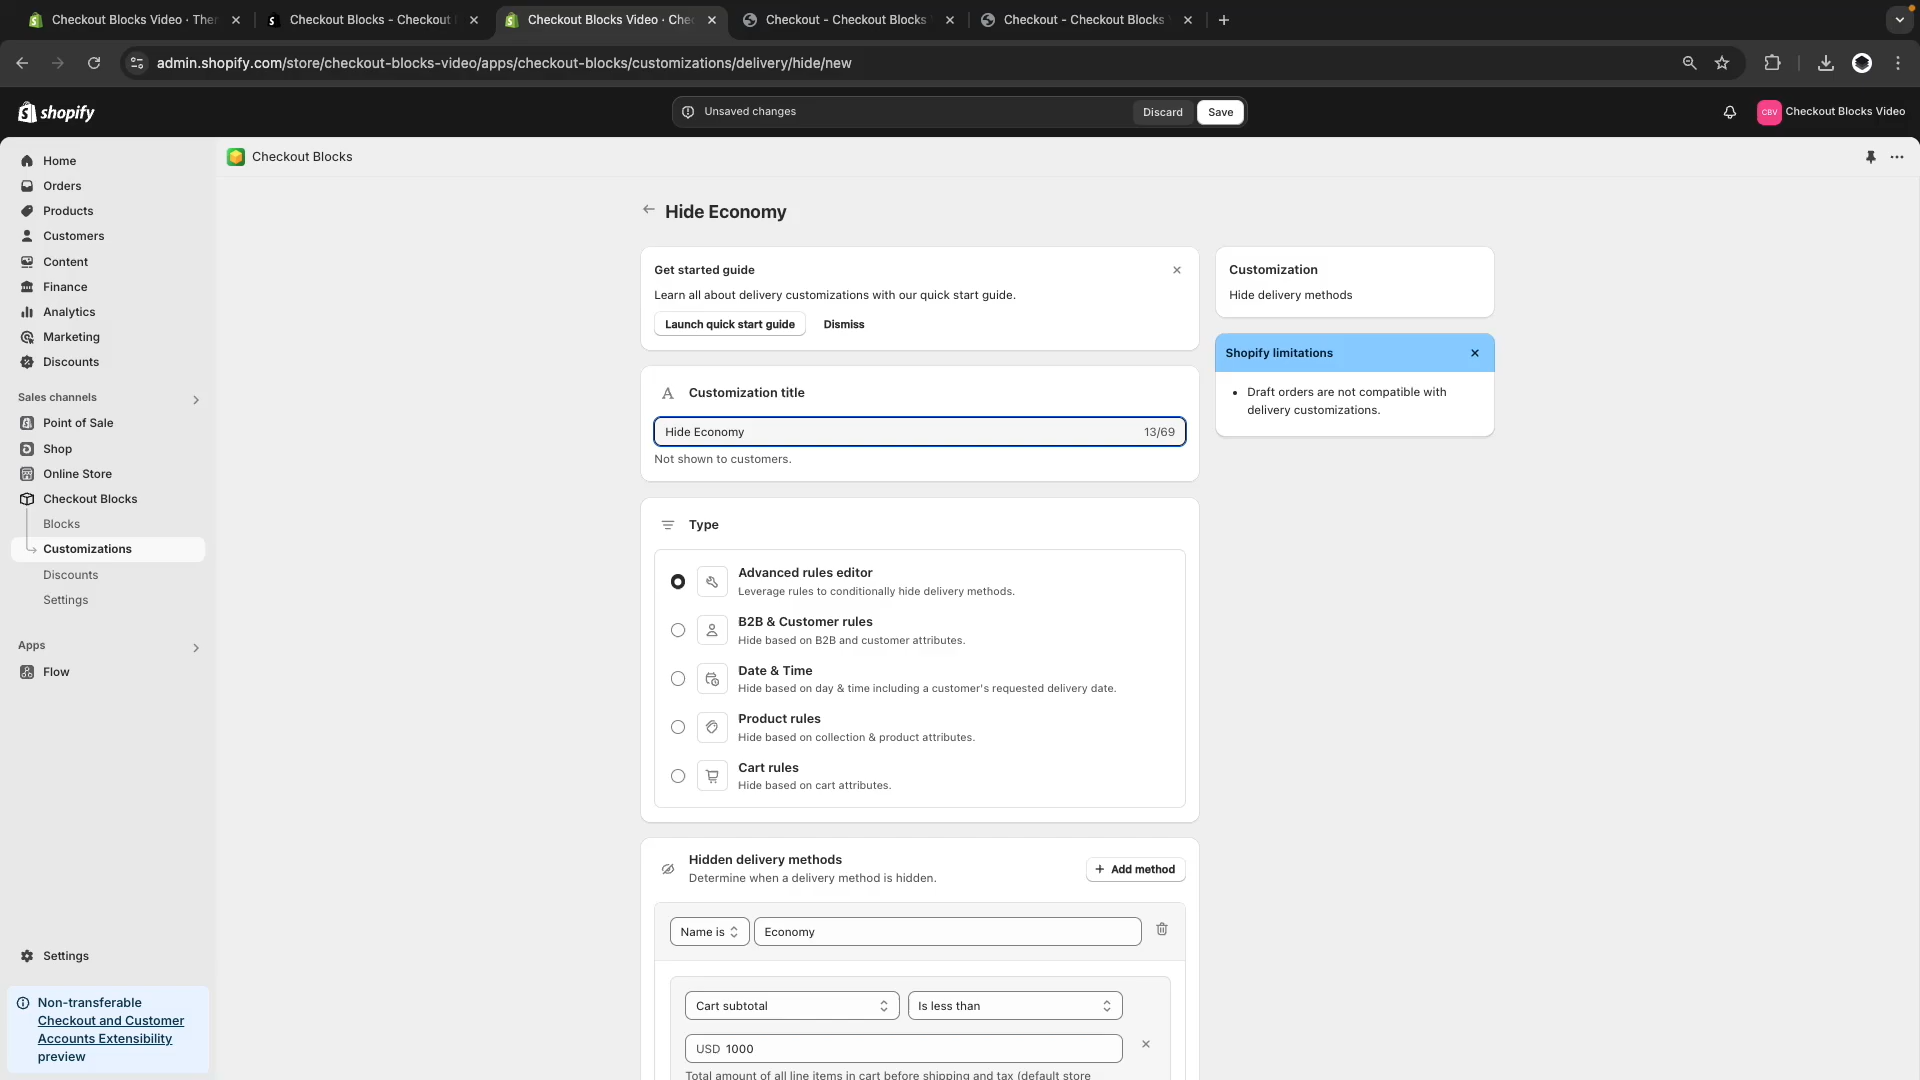 Checkout Blocks Video · Ther
Checkout Blocks - Checkout
Checkout Blocks Video · Chec
Checkout - Checkout Blocks
Checkout - Checkout Blocks
admin.shopify.com/store/checkout-blocks-video/apps/checkout-blocks/customizations/delivery/hide/new
shopify
Unsaved changes
Discard
Save
CBV
Checkout Blocks Video
Home
Orders
Products
Customers
Content
Finance
Analytics
Marketing
Discounts
Sales channels
Point of Sale
Shop
Online Store
Checkout Blocks
Blocks
Customizations
Discounts
Settings
Apps
Flow
Settings
Non-transferable
Checkout and Customer
Accounts Extensibility
preview
Checkout Blocks
Hide Economy
Get started guide
Learn all about delivery customizations with our quick start guide.
Launch quick start guide
Dismiss
Customization title
Hide Economy
13/69
Not shown to customers.
Type
Advanced rules editor
Leverage rules to conditionally hide delivery methods.
B2B & Customer rules
Hide based on B2B and customer attributes.
Date & Time
Hide based on day & time including a customer's requested delivery date.
Product rules
Hide based on collection & product attributes.
Cart rules
Hide based on cart attributes.
Hidden delivery methods
Determine when a delivery method is hidden.
Add method
Name is
Economy
Cart subtotal
Is less than
USD 1000
Total amount of all line items in cart before shipping and tax (default store
Customization
Hide delivery methods
Shopify limitations
Draft orders are not compatible with
delivery customizations.